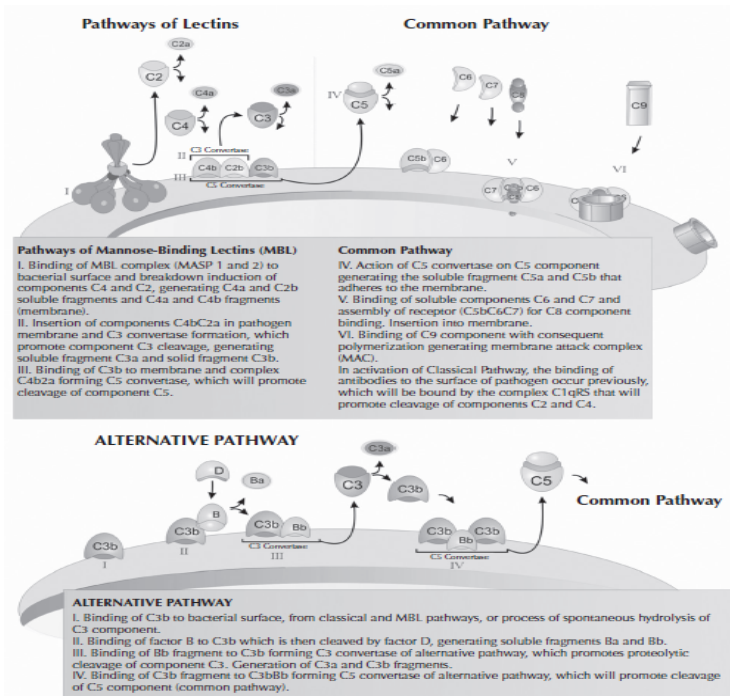 Pathways of Lectins
Common Pathway
C2a
C2
C4a
C4
C3a
C3
C5a
IV
C5
C6
C7
C8
C9
C3 Convertase
II
I
III
C4b
C2b
C3b
C5 Convertase
C5b
C6
V
C7
C6
VI
Pathways of Mannose-Binding Lectins (MBL)
I. Binding of MBL complex (MASP 1 and 2) to
bacterial surface and breakdown induction of
components C4 and C2, generating C4a and C2b
soluble fragments and C4a and C4b fragments
(membrane).
II. Insertion of components C4bC2a in pathogen
membrane and C3 convertase formation, which
promote component C3 cleavage, generating
soluble fragment C3a and solid fragment C3b.
III. Binding of C3b to membrane and complex
C4b2a forming C5 convertase, which will promote
cleavage of component C5.
Common Pathway
IV. Action of C5 convertase on C5 component
generating the soluble fragment C5a and C5b that
adheres to the membrane.
V. Binding of soluble components C6 and C7 and
assembly of receptor (C5bC6C7) for C8 component
binding. Insertion into membrane.
VI. Binding of C9 component with consequent
polymerization generating membrane attack complex
(MAC).
In activation of Classical Pathway, the binding of
antibodies to the surface of pathogen occur previously,
which will be bound by the complex C1qRS that will
promote cleavage of components C2 and C4.
ALTERNATIVE PATHWAY
D
Ba
B
C3b
II
C3b
I
C3b
Bb
C3 Convertase
III
C3a
C3
C3b
C3b
Bb
C3b
C5 Convertase
IV
C5
Common Pathway
ALTERNATIVE PATHWAY
I. Binding of C3b to bacterial surface, from classical and MBL pathways, or process of spontaneous hydrolysis of
C3 component.
II. Binding of factor B to C3b which is then cleaved by factor D, generating soluble fragments Ba and Bb.
III. Binding of Bb fragment to C3b forming C3 convertase of alternative pathway, which promotes proteolytic
cleavage of component C3. Generation of C3a and C3b fragments.
IV. Binding of C3b fragment to C3bBb forming C5 convertase of alternative pathway, which will promote cleavage
of C5 component (common pathway).